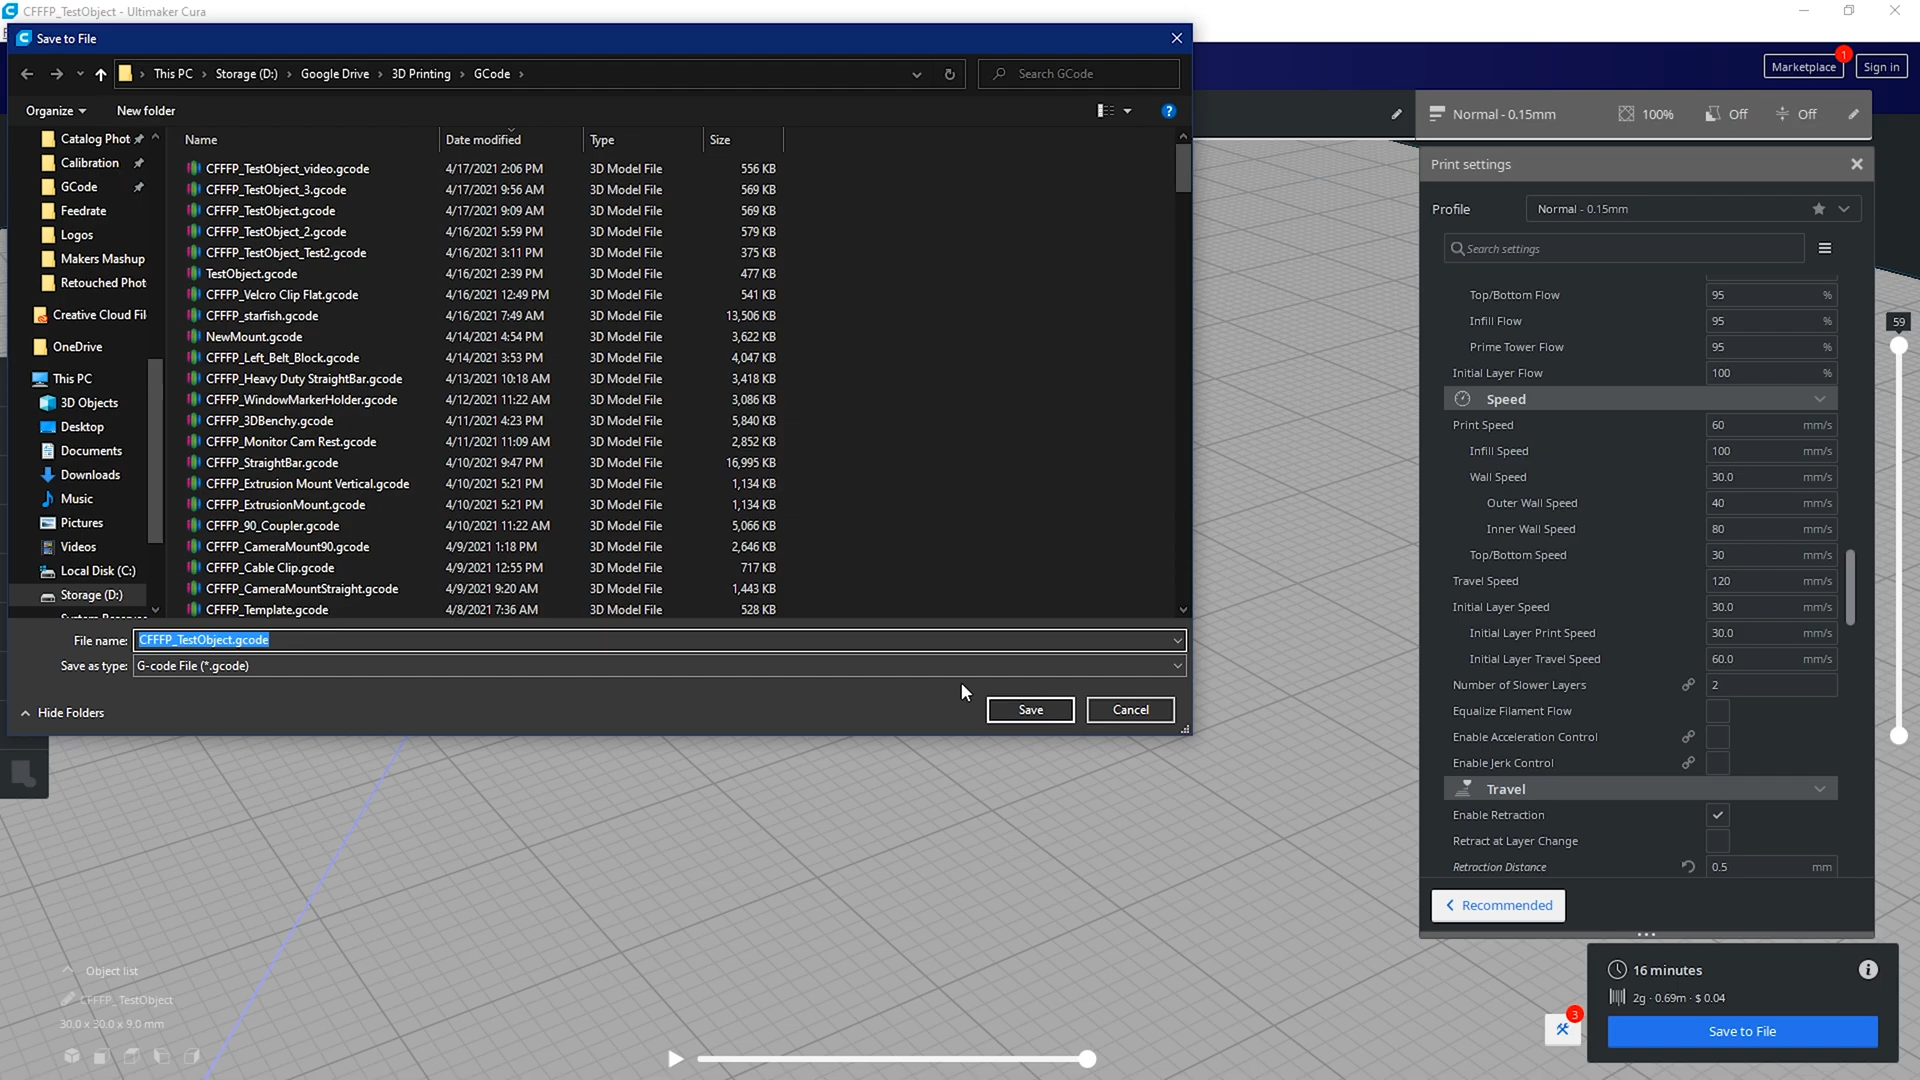 CFFFP_TestObject - Ultimaker Cura
Save to File
This PC › Storage (D:) › Google Drive › 3D Printing › GCode ›
Search GCode
Organize
New folder
Name Date modified Type Size
Catalog Phot
Calibration
GCode
Feedrate
Logos
Makers Mashup
Retouched Phot
Creative Cloud Fil
OneDrive
This PC
3D Objects
Desktop
Documents
Downloads
Music
Pictures
Videos
Local Disk (C:)
Storage (D:)
CFFFP_TestObject_video.gcode 4/17/2021 2:06 PM 3D Model File 556 KB
CFFFP_TestObject_3.gcode 4/17/2021 9:56 AM 3D Model File 569 KB
CFFFP_TestObject.gcode 4/17/2021 9:09 AM 3D Model File 569 KB
CFFFP_TestObject_2.gcode 4/16/2021 5:59 PM 3D Model File 579 KB
CFFFP_TestObject_Test2.gcode 4/16/2021 3:11 PM 3D Model File 375 KB
TestObject.gcode 4/16/2021 2:39 PM 3D Model File 477 KB
CFFFP_Velcro Clip Flat.gcode 4/16/2021 12:49 PM 3D Model File 541 KB
CFFFP_starfish.gcode 4/16/2021 7:49 AM 3D Model File 13,506 KB
NewMount.gcode 4/14/2021 4:54 PM 3D Model File 3,622 KB
CFFFP_Left_Belt_Block.gcode 4/14/2021 3:53 PM 3D Model File 4,047 KB
CFFFP_Heavy Duty StraightBar.gcode 4/13/2021 10:18 AM 3D Model File 3,418 KB
CFFFP_WindowMarkerHolder.gcode 4/12/2021 11:22 AM 3D Model File 3,086 KB
CFFFP_3DBenchy.gcode 4/11/2021 4:23 PM 3D Model File 5,840 KB
CFFFP_Monitor Cam Rest.gcode 4/11/2021 11:09 AM 3D Model File 2,852 KB
CFFFP_StraightBar.gcode 4/10/2021 9:47 PM 3D Model File 16,995 KB
CFFFP_Extrusion Mount Vertical.gcode 4/10/2021 5:21 PM 3D Model File 1,134 KB
CFFFP_ExtrusionMount.gcode 4/10/2021 5:21 PM 3D Model File 1,134 KB
CFFFP_90_Coupler.gcode 4/10/2021 11:22 AM 3D Model File 5,066 KB
CFFFP_CameraMount90.gcode 4/9/2021 1:18 PM 3D Model File 2,646 KB
CFFFP_Cable Clip.gcode 4/9/2021 12:55 PM 3D Model File 717 KB
CFFFP_CameraMountStraight.gcode 4/9/2021 9:20 AM 3D Model File 1,443 KB
CFFFP_Template.gcode 4/8/2021 7:36 AM 3D Model File 528 KB
File name: CFFFP_TestObject.gcode
Save as type: G-code File (*.gcode)
Hide Folders
Save
Cancel
Marketplace 1
Sign in
Normal - 0.15mm 100% Off Off
Print settings
Profile Normal - 0.15mm
Search settings
Top/Bottom Flow 95 %
Infill Flow 95 %
Prime Tower Flow 95 %
Initial Layer Flow 100 %
Speed
Print Speed 60 mm/s
Infill Speed 100 mm/s
Wall Speed 30.0 mm/s
Outer Wall Speed 40 mm/s
Inner Wall Speed 80 mm/s
Top/Bottom Speed 30 mm/s
Travel Speed 120 mm/s
Initial Layer Speed 30.0 mm/s
Initial Layer Print Speed 30.0 mm/s
Initial Layer Travel Speed 60.0 mm/s
Number of Slower Layers 2
Equalize Filament Flow
Enable Acceleration Control
Enable Jerk Control
Travel
Enable Retraction
Retract at Layer Change
Retraction Distance 0.5 mm
Recommended
59
Object list
CFFFP_TestObject
30.0 x 30.0 x 9.0 mm
16 minutes
2g · 0.69m · $ 0.04
3
Save to File